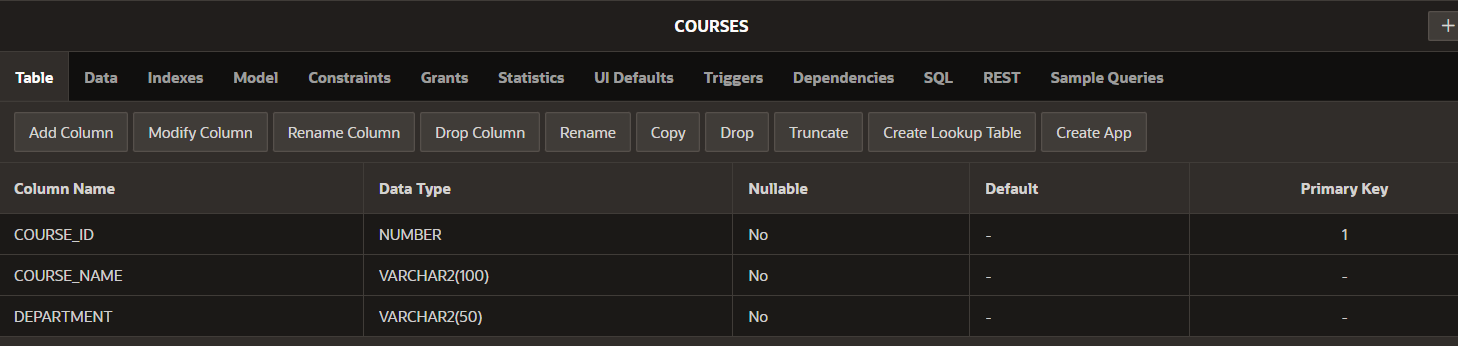 COURSES
+
Table Data Indexes Model Constraints Grants Statistics UI Defaults Triggers Dependencies SQL REST Sample Queries
Add Column Modify Column Rename Column Drop Column Rename Copy Drop Truncate Create Lookup Table Create App
Column Name Data Type Nullable Default Primary Key
COURSE_ID NUMBER No - 1
COURSE_NAME VARCHAR2(100) No - -
DEPARTMENT VARCHAR2(50) No - -